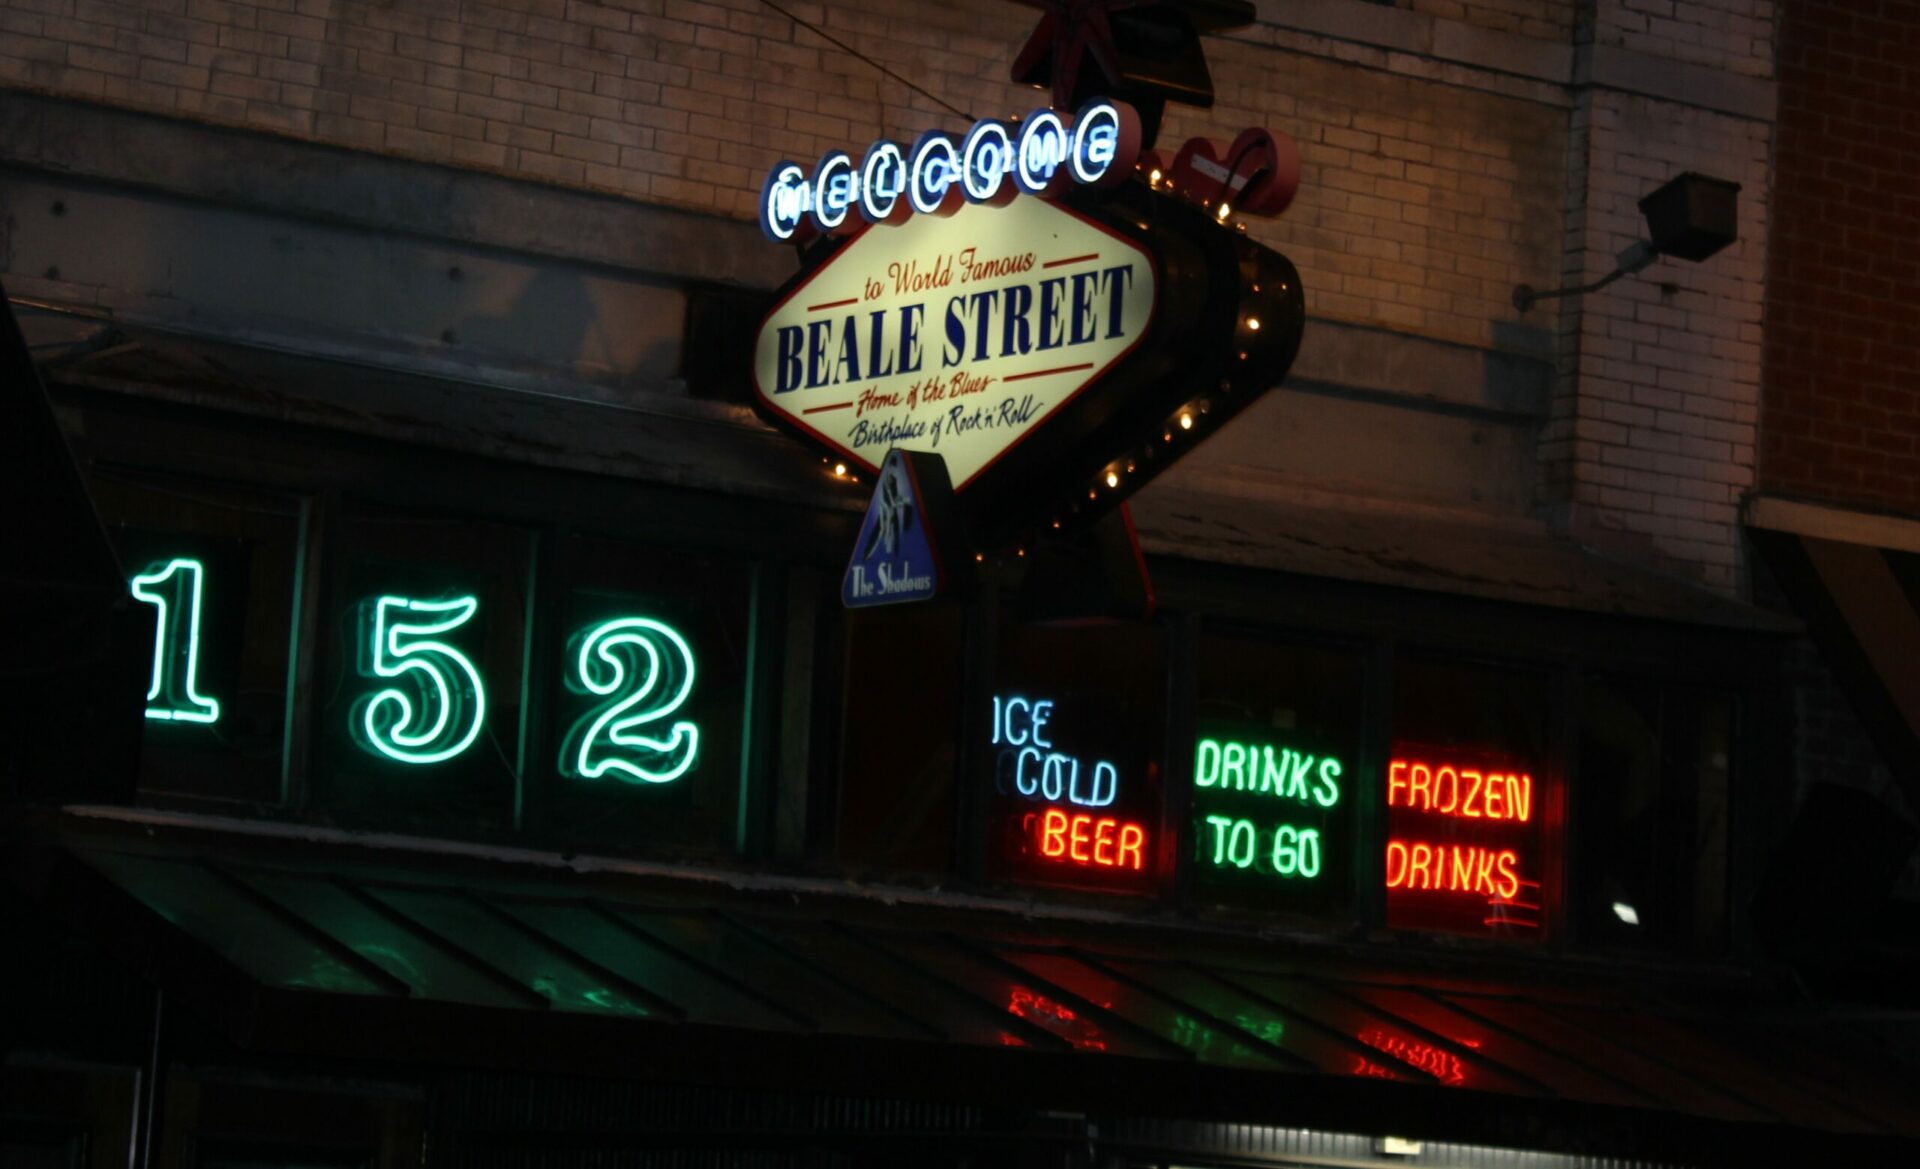 WELCOME
to World Famous
BEALE STREET
Home of the Blues
Birthplace of Rock 'n' Roll
The Shadows
152
ICE
COLD
BEER
DRINKS
TO GO
FROZEN
DRINKS